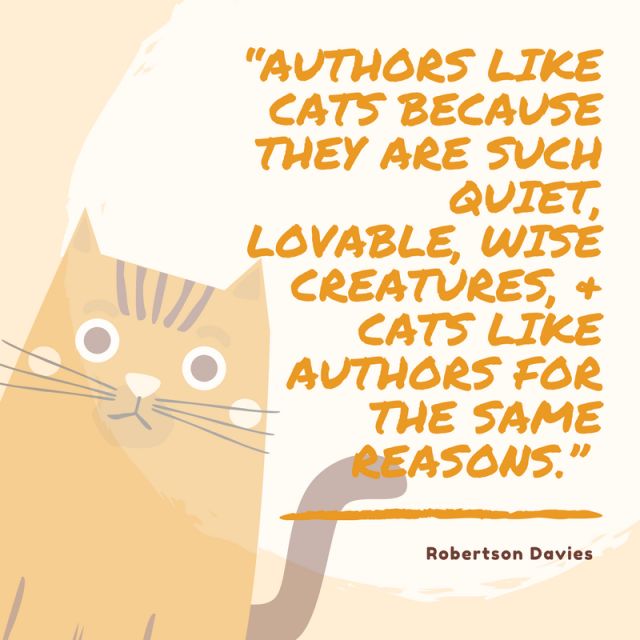 "AUTHORS LIKE
CATS BECAUSE
THEY ARE SUCH
QUIET,
LOVABLE, WISE
CREATURES, &
CATS LIKE
AUTHORS FOR
THE SAME
REASONS."
Robertson Davies